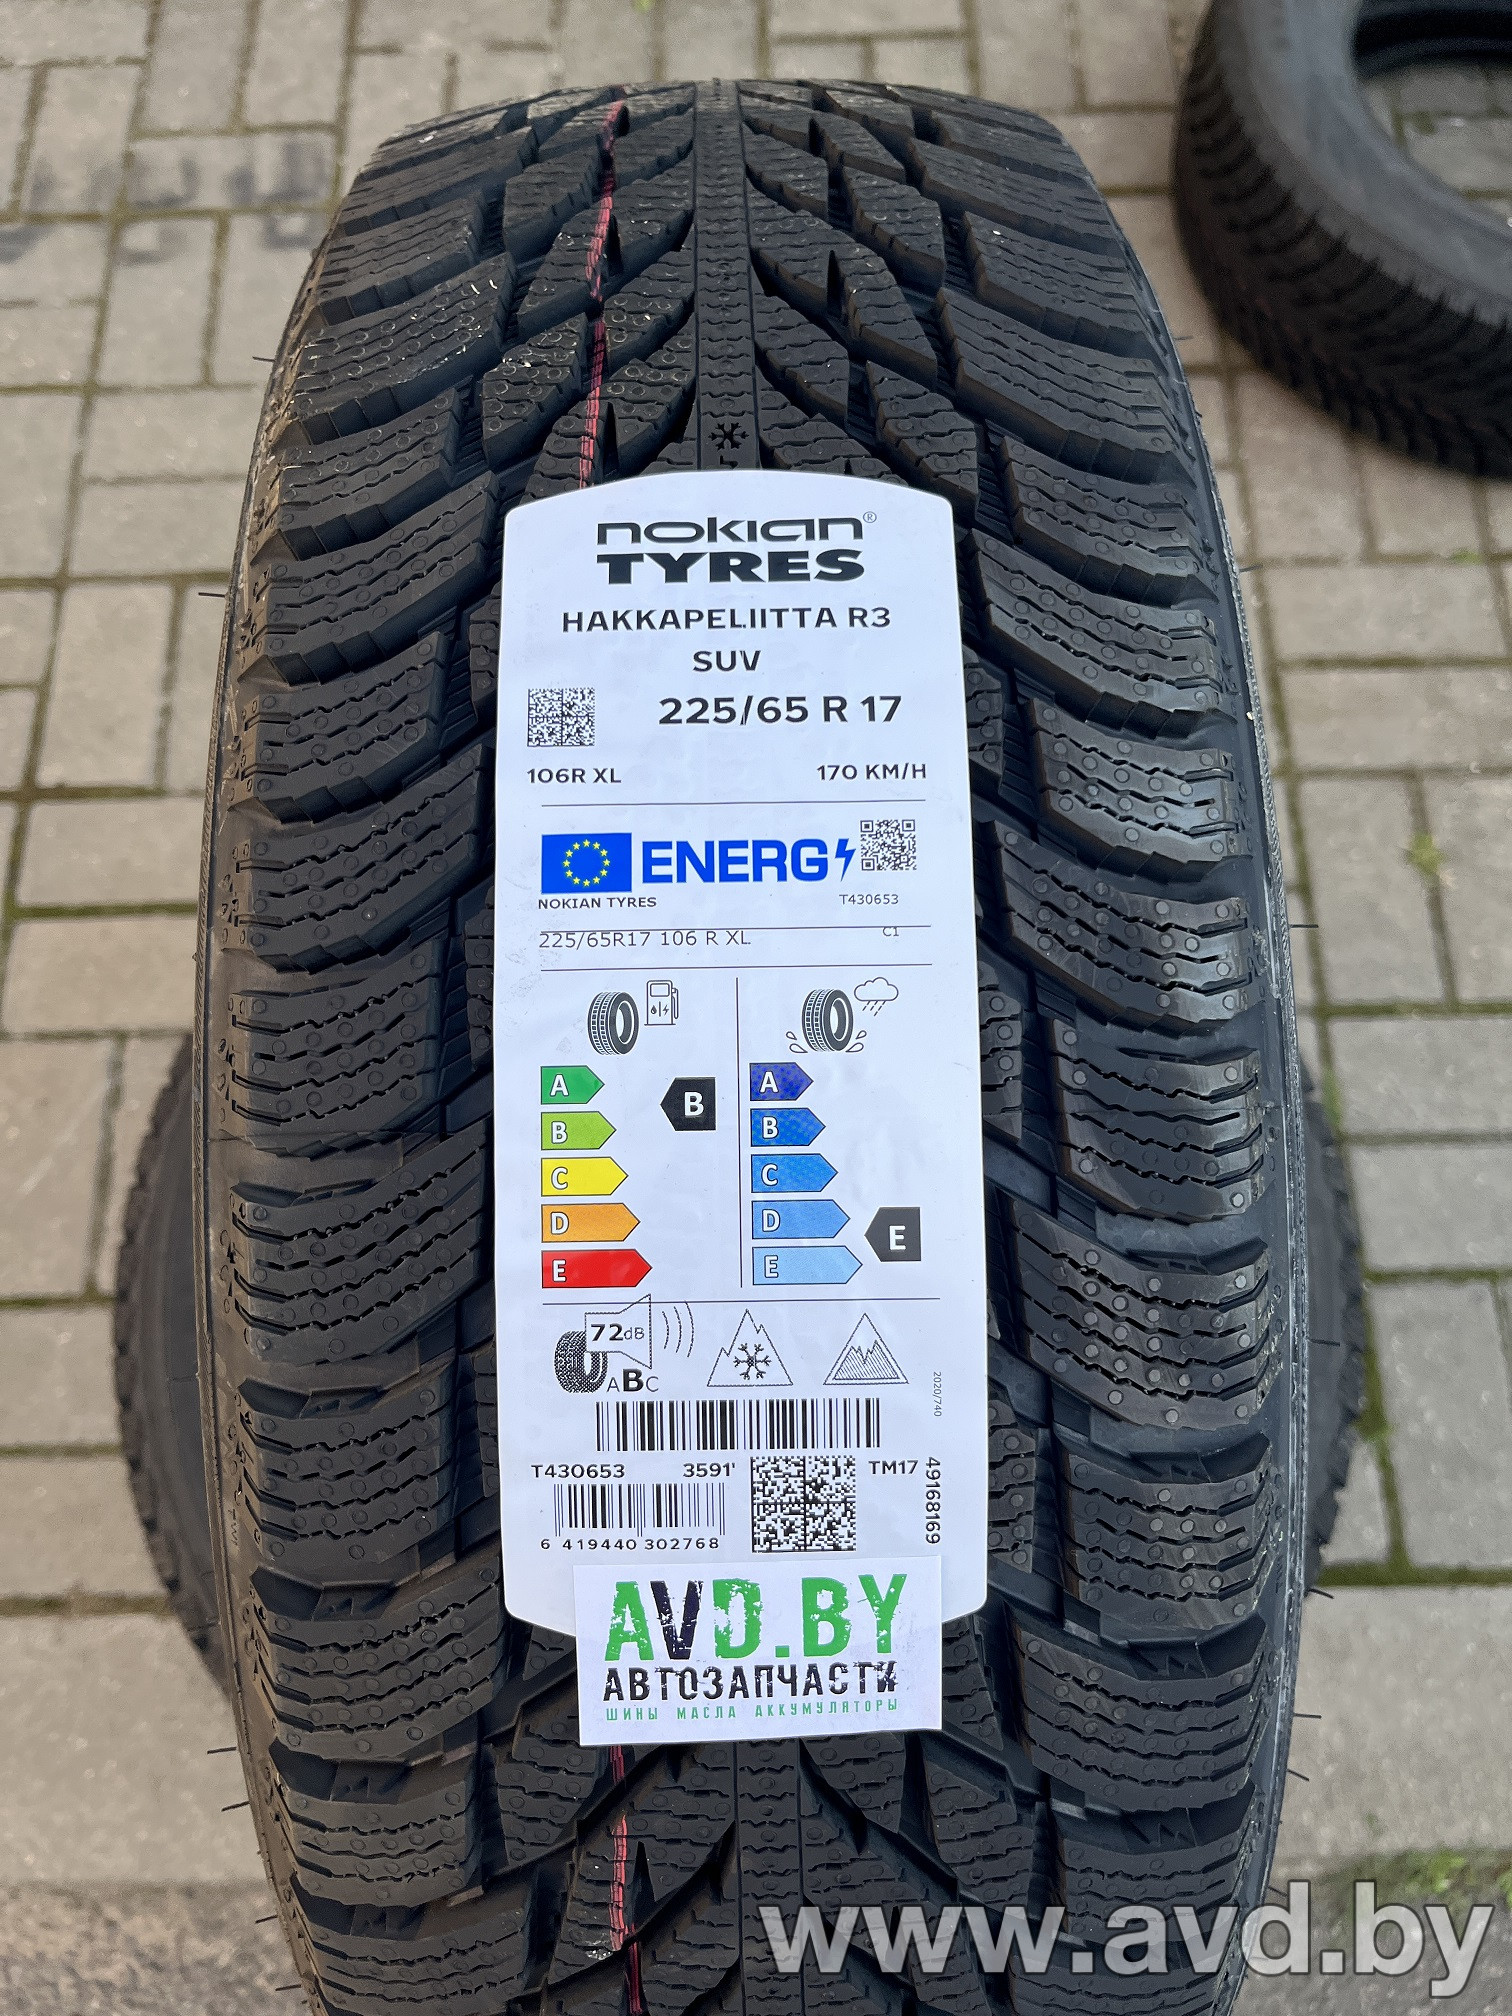 nokian®
TYRES
HAKKAPELIITTA R3
SUV
225/65 R 17
106R XL 170 KM/H
ENERG
NOKIAN TYRES T430653
225/65R17 106 R XL C1
A B A
B B
C C
D D E
E E
72dB
ABC
2020/740
T430653 3591' TM17
49168169
6 419440 302768
AVD.BY
АВТОЗАПЧАСТИ
ШИНЫ МАСЛА АККУМУЛЯТОРЫ
www.avd.by